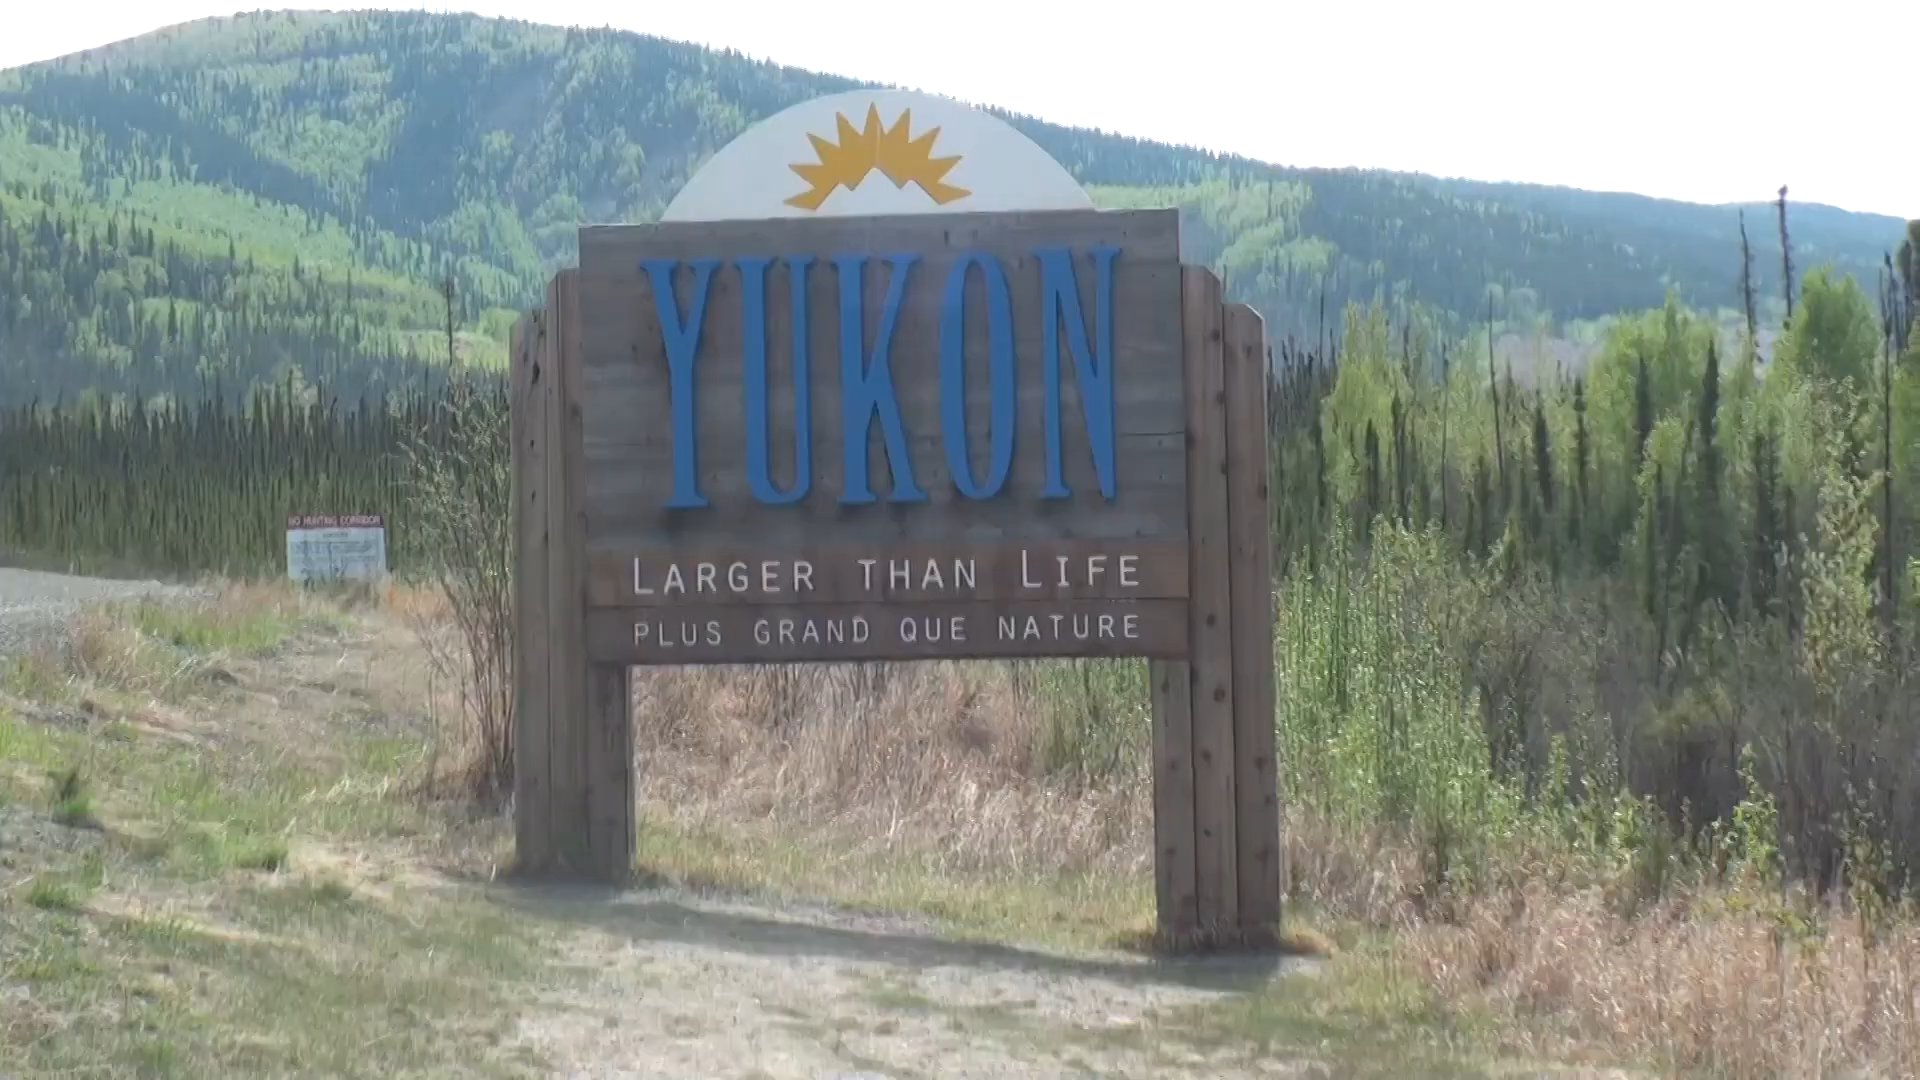 YUKON
LARGER THAN LIFE
PLUS GRAND QUE NATURE
NO HUNTING CORRIDOR